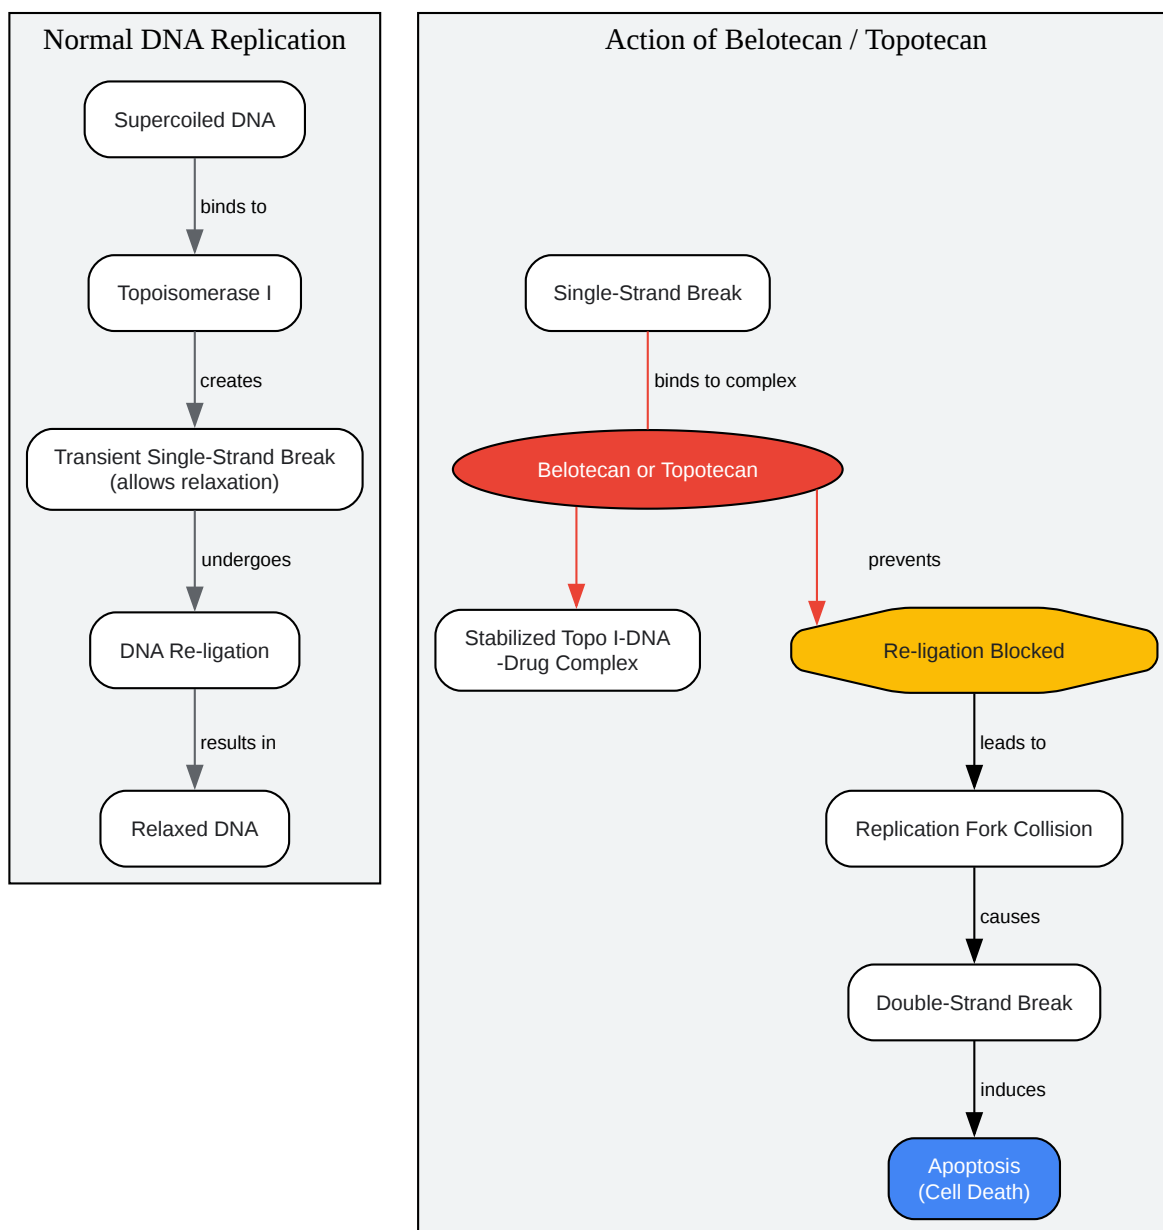 Normal DNA Replication
Supercoiled DNA
binds to
Topoisomerase I
creates
Transient Single-Strand Break
(allows relaxation)
undergoes
DNA Re-ligation
results in
Relaxed DNA
Action of Belotecan / Topotecan
Single-Strand Break
binds to complex
Belotecan or Topotecan
prevents
Stabilized Topo I-DNA
-Drug Complex
Re-ligation Blocked
leads to
Replication Fork Collision
causes
Double-Strand Break
induces
Apoptosis
(Cell Death)